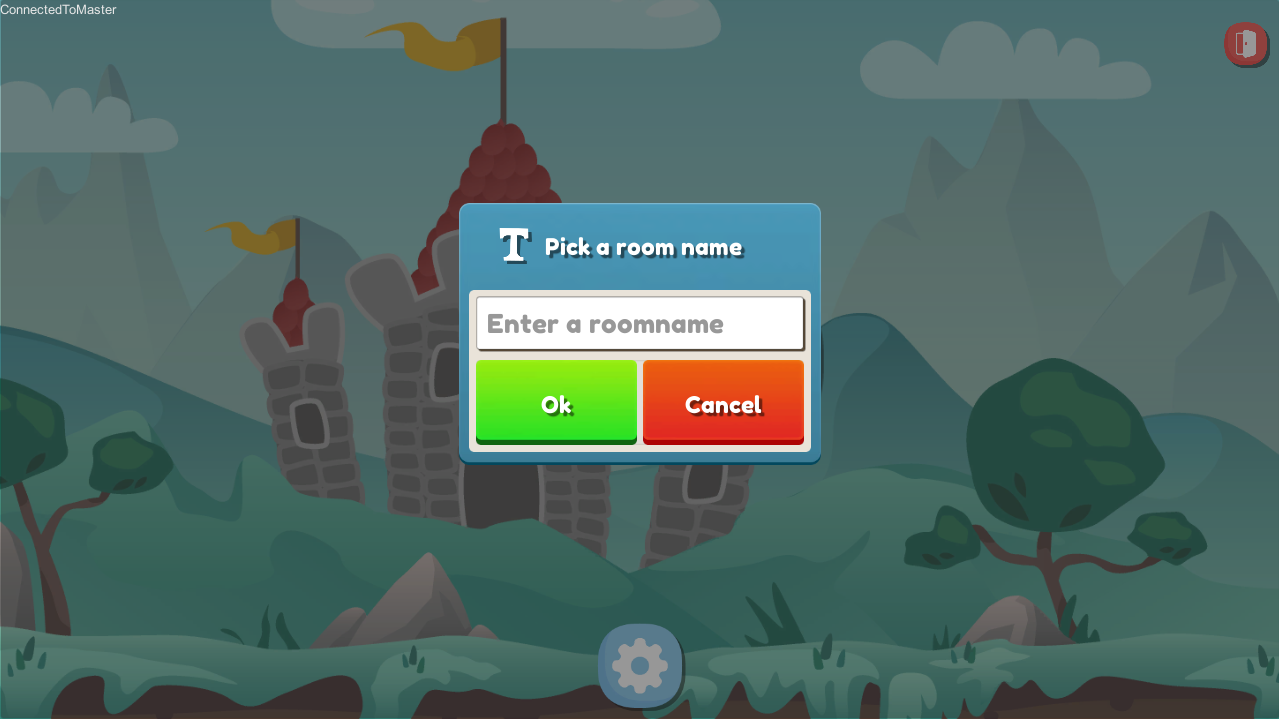 ConnectedToMaster
T Pick a room name
Enter a roomname
Ok
Cancel